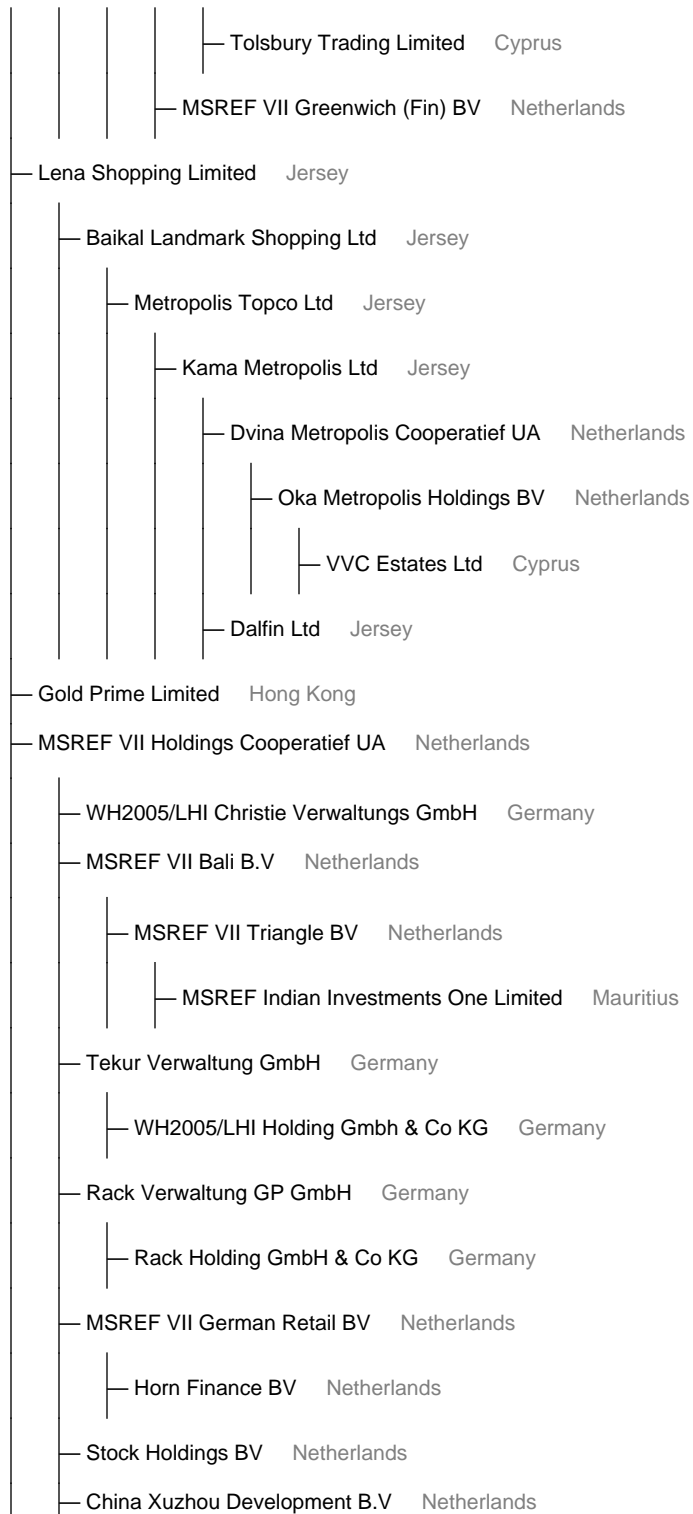 Tolsbury Trading Limited Cyprus
MSREF VII Greenwich (Fin) BV Netherlands
Lena Shopping Limited Jersey
Baikal Landmark Shopping Ltd Jersey
Metropolis Topco Ltd Jersey
Kama Metropolis Ltd Jersey
Dvina Metropolis Cooperatief UA Netherlands
Oka Metropolis Holdings BV Netherlands
VVC Estates Ltd Cyprus
Dalfin Ltd Jersey
Gold Prime Limited Hong Kong
MSREF VII Holdings Cooperatief UA Netherlands
WH2005/LHI Christie Verwaltungs GmbH Germany
MSREF VII Bali B.V Netherlands
MSREF VII Triangle BV Netherlands
MSREF Indian Investments One Limited Mauritius
Tekur Verwaltung GmbH Germany
WH2005/LHI Holding Gmbh & Co KG Germany
Rack Verwaltung GP GmbH Germany
Rack Holding GmbH & Co KG Germany
MSREF VII German Retail BV Netherlands
Horn Finance BV Netherlands
Stock Holdings BV Netherlands
China Xuzhou Development B.V Netherlands